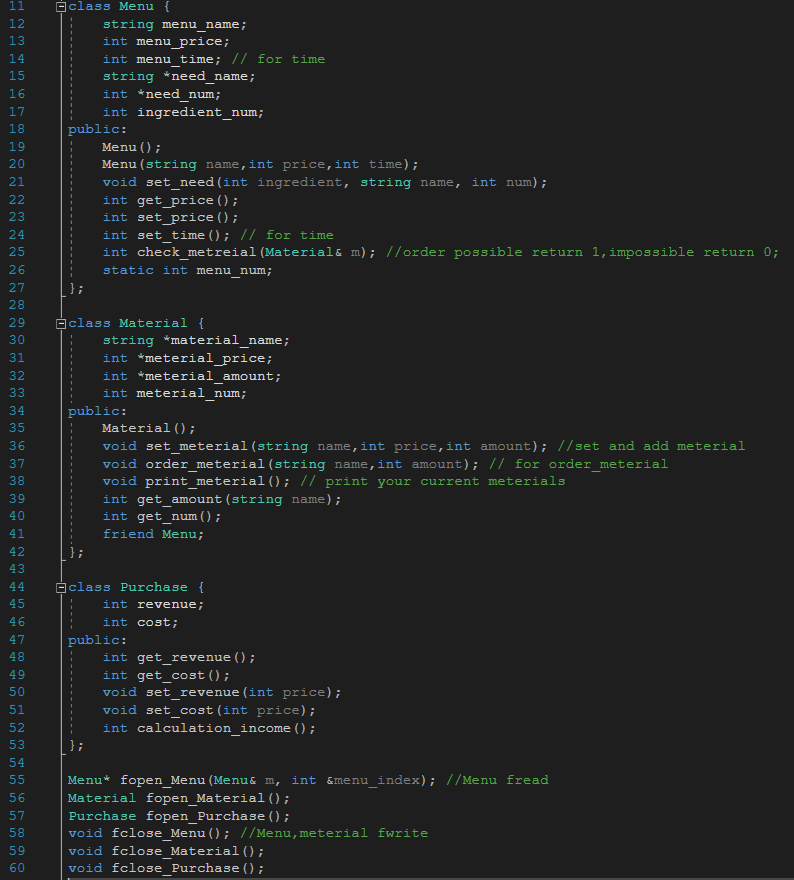 11 class Menu {
12 string menu_name;
13 int menu_price;
14 int menu_time; // for time
15 string *need_name;
16 int *need_num;
17 int ingredient_num;
18 public:
19 Menu();
20 Menu(string name,int price,int time);
21 void set_need(int ingredient, string name, int num);
22 int get_price();
23 int set_price();
24 int set_time(); // for time
25 int check_metreial(Material& m); //order possible return 1,impossible return 0;
26 static int menu_num;
27 };
28
29 class Material {
30 string *material_name;
31 int *meterial_price;
32 int *meterial_amount;
33 int meterial_num;
34 public:
35 Material();
36 void set_meterial(string name,int price,int amount); //set and add meterial
37 void order_meterial(string name,int amount); // for order_meterial
38 void print_meterial(); // print your current meterials
39 int get_amount(string name);
40 int get_num();
41 friend Menu;
42 };
43
44 class Purchase {
45 int revenue;
46 int cost;
47 public:
48 int get_revenue();
49 int get_cost();
50 void set_revenue(int price);
51 void set_cost(int price);
52 int calculation_income();
53 };
54
55 Menu* fopen_Menu(Menu& m, int &menu_index); //Menu fread
56 Material fopen_Material();
57 Purchase fopen_Purchase();
58 void fclose_Menu(); //Menu,meterial fwrite
59 void fclose_Material();
60 void fclose_Purchase();